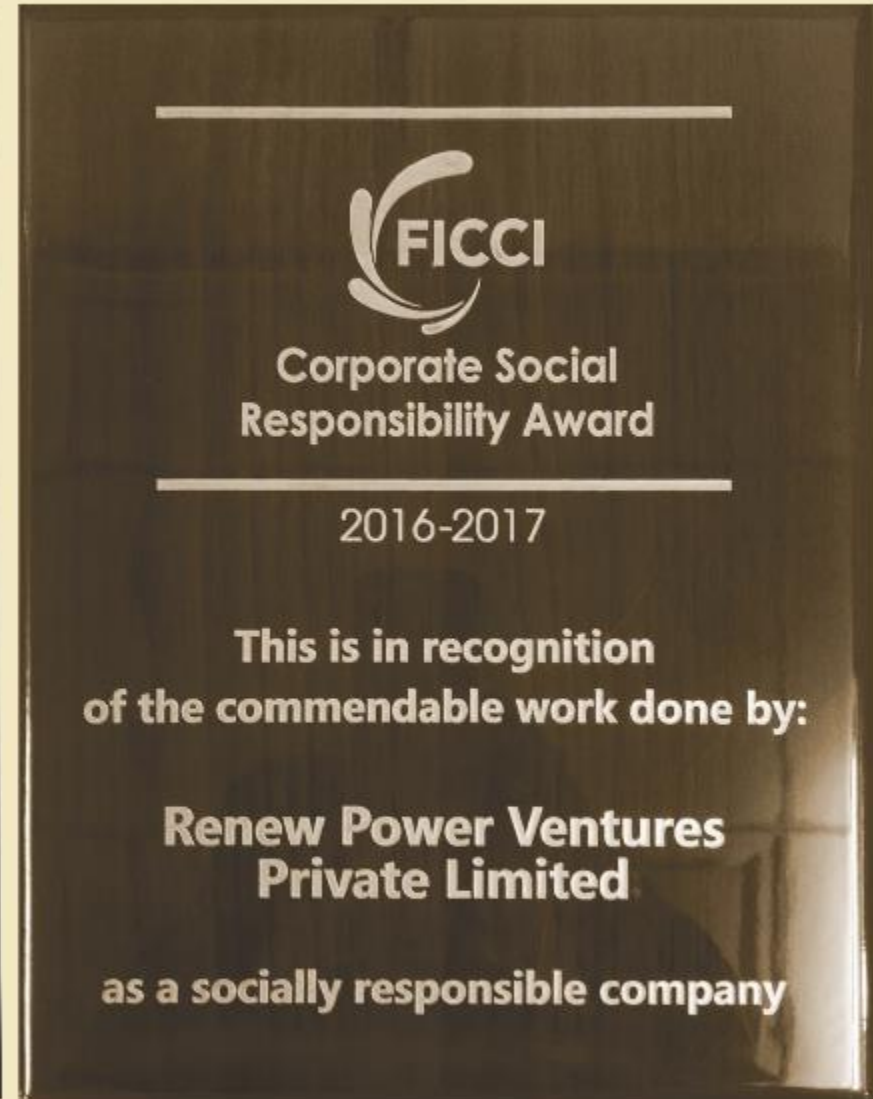 FICCI
Corporate Social
Responsibility Award
2016-2017
This is in recognition
of the commendable work done by:
Renew Power Ventures
Private Limited
as a socially responsible company